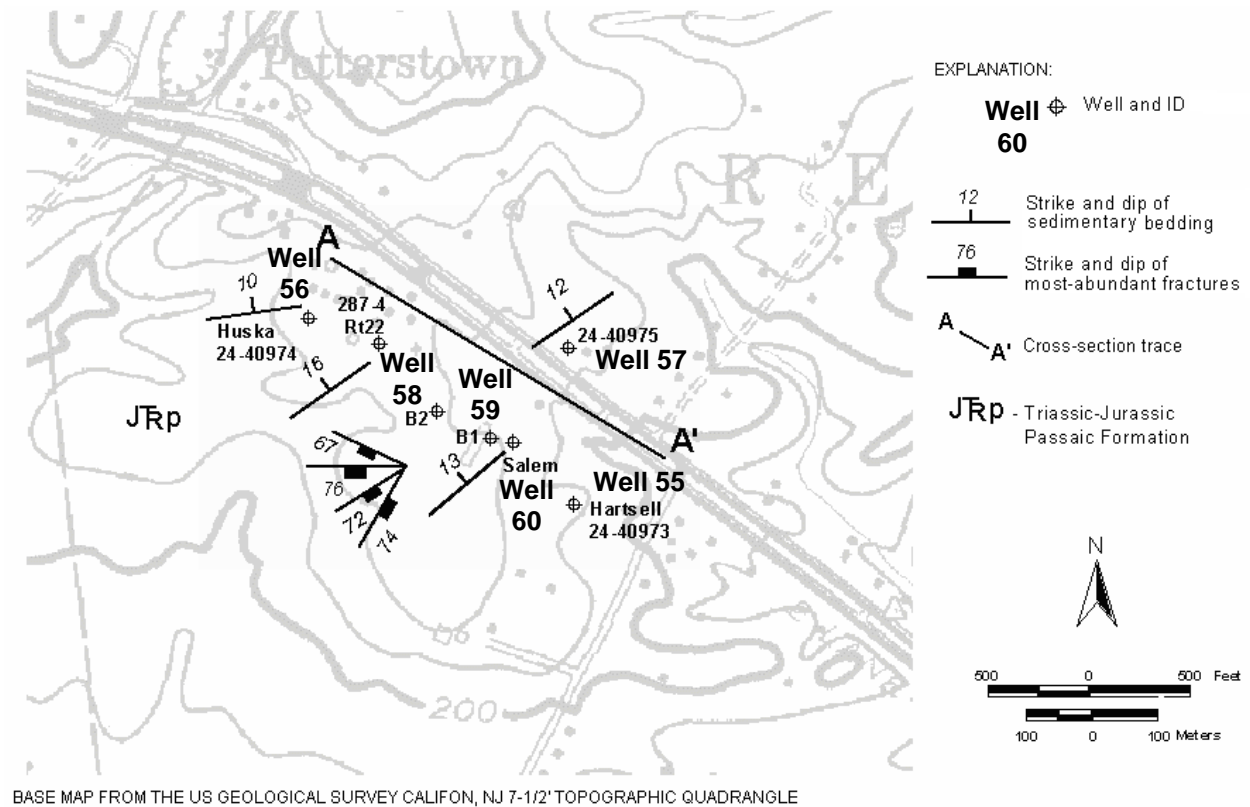 Potterstown
EXPLANATION:
Well 60
Well and ID
12
Strike and dip of
sedimentary bedding
76
Strike and dip of
most-abundant fractures
A
A'
Cross-section trace
JTRp - Triassic-Jurassic
Passaic Formation
R E
A
Well
56
10
Huska
24-40974
287-4
Rt22
12
24-40975
Well 57
16
Well
58
B2
Well
59
B1
JTRp
67
76
72
74
13
Salem
Well
60
A'
Well 55
Hartsell
24-40973
200
N
500 0 500 Feet
100 0 100 Meters
BASE MAP FROM THE US GEOLOGICAL SURVEY CALIFON, NJ 7-1/2' TOPOGRAPHIC QUADRANGLE